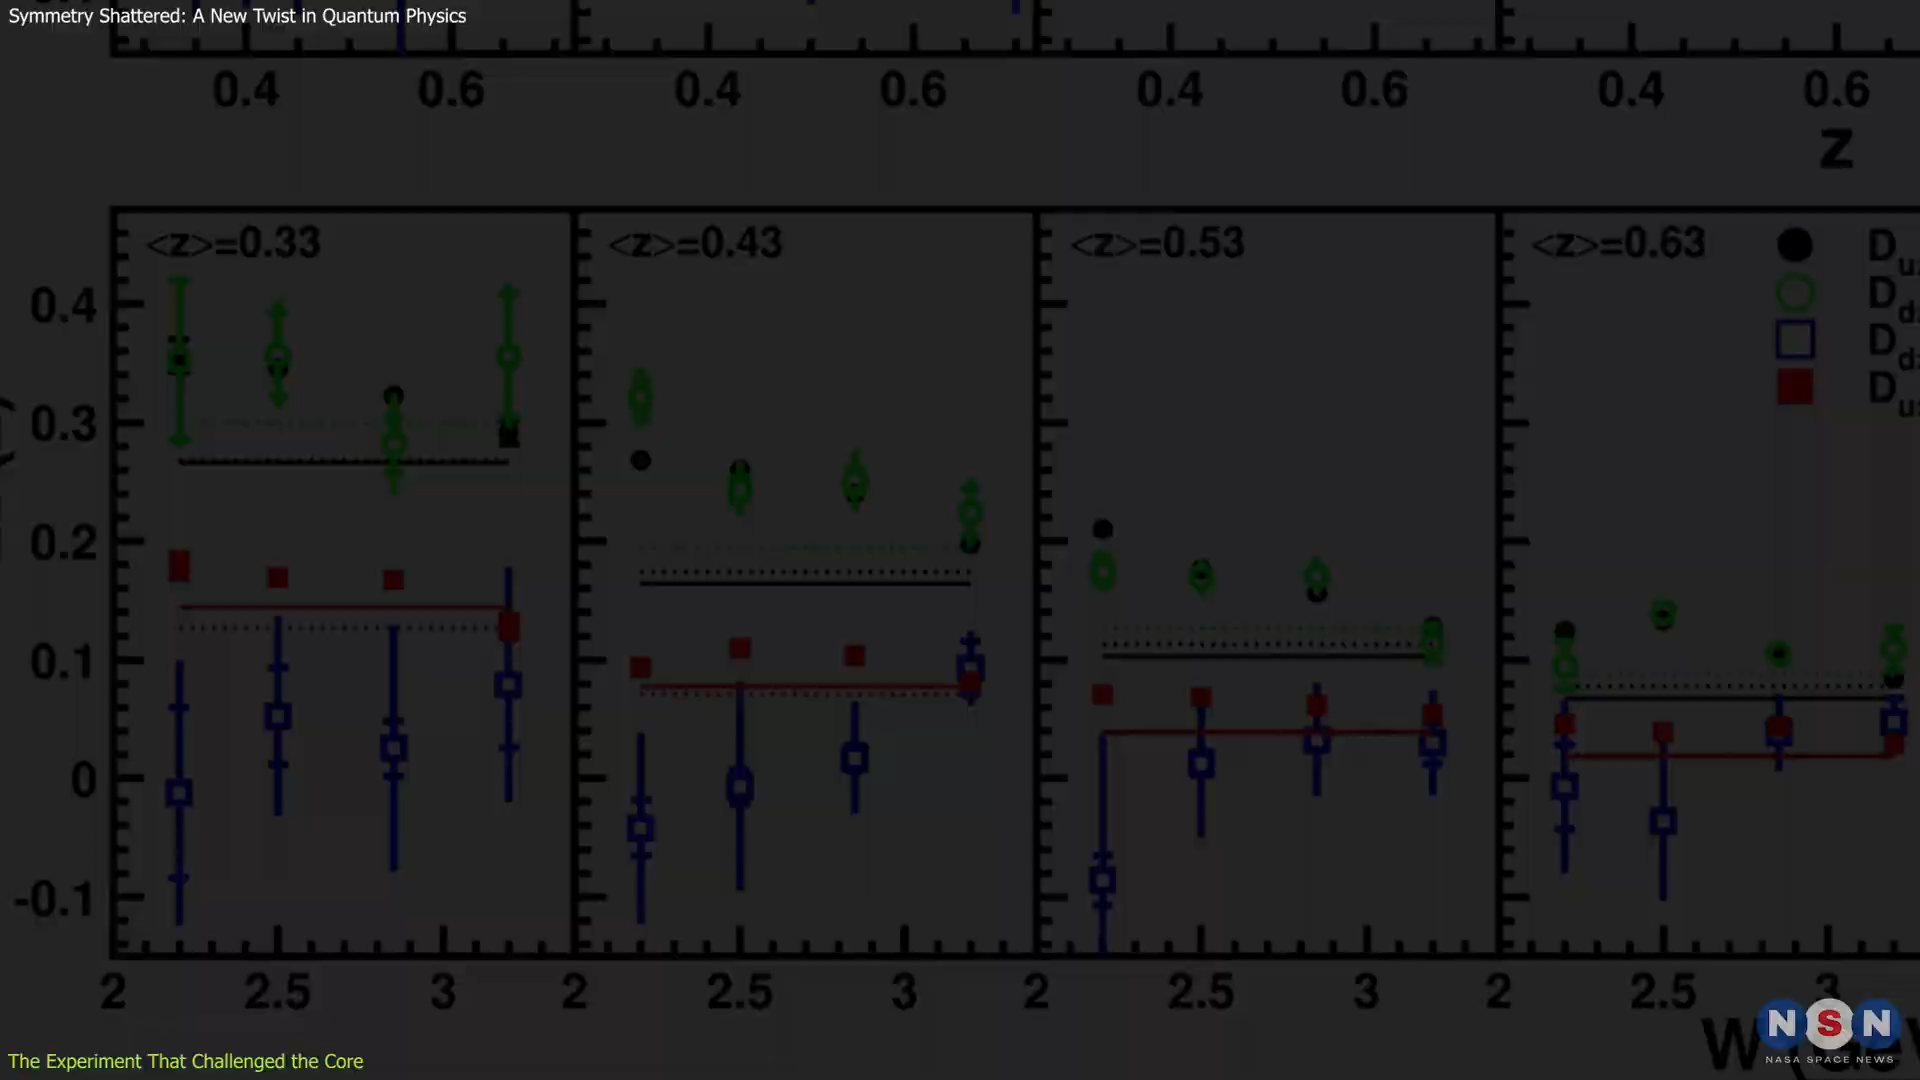 Symmetry Shattered: A New Twist in Quantum Physics
0.4 0.6 0.4 0.6 0.4 0.6 0.4 0.6
z
<z>=0.33 <z>=0.43 <z>=0.53 <z>=0.63
D
D
D
D
0.4
0.3
0.2
0.1
0
-0.1
2 2.5 3 2 2.5 3 2 2.5 3 2 2.5 3
W
NSN
NASA SPACE NEWS
The Experiment That Challenged the Core